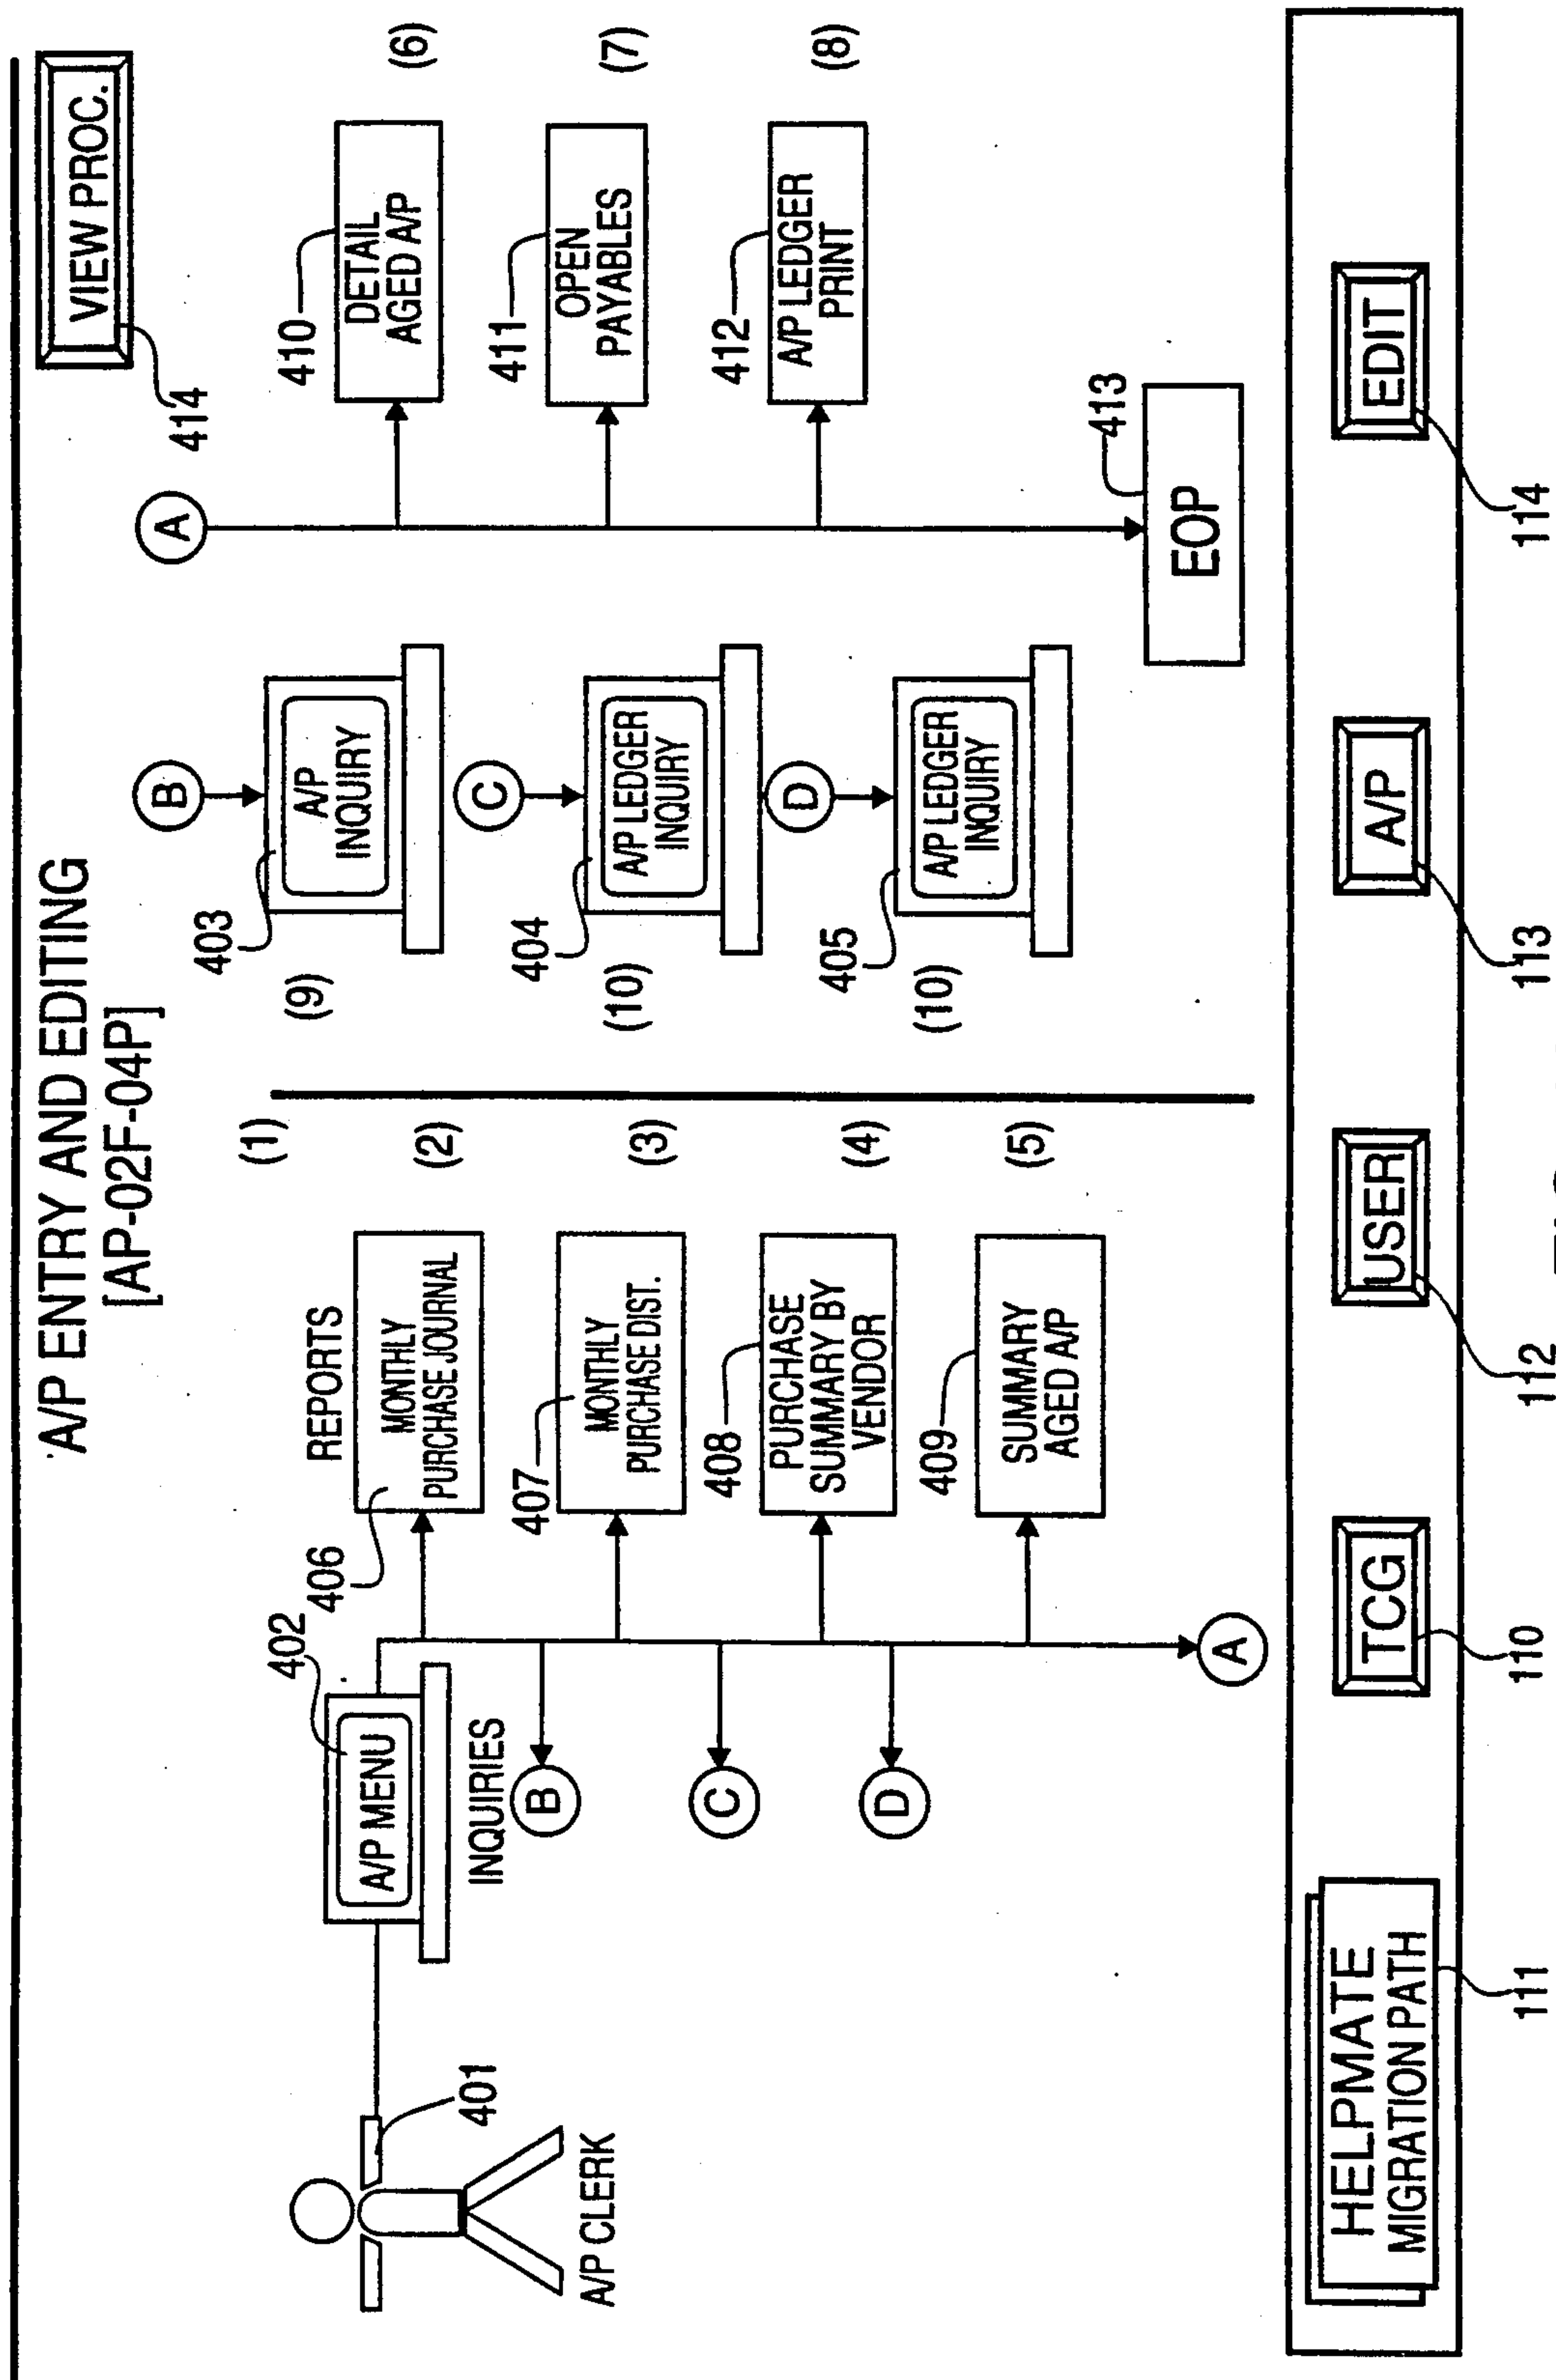 A/P ENTRY AND EDITING
[AP-02F-04P]
VIEW PROC.
414
401
A/P CLERK
402
A/P MENU
INQUIRIES
B
C
D
A
REPORTS
(1)
406
MONTHLY
PURCHASE JOURNAL
(2)
407
MONTHLY
PURCHASE DIST.
(3)
408
PURCHASE
SUMMARY BY
VENDOR
(4)
409
SUMMARY
AGED A/P
(5)
B
403
(9)
A/P
INQUIRY
C
404
(10)
A/P LEDGER
INQUIRY
D
405
(10)
A/P LEDGER
INQUIRY
A
410
DETAIL
AGED A/P
(6)
411
OPEN
PAYABLES
(7)
412
A/P LEDGER
PRINT
(8)
413
EOP
HELPMATE
MIGRATION PATH
111
TCG
110
USER
112
A/P
113
EDIT
114